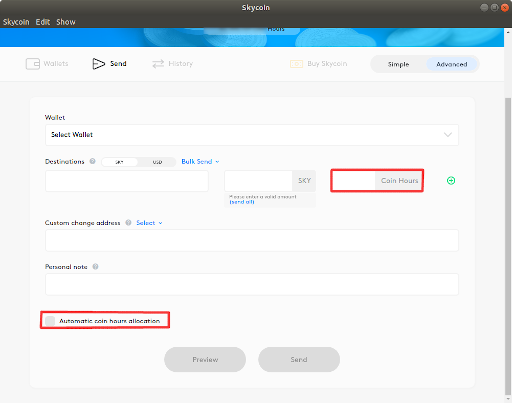 Skycoin
Skycoin Edit Show
Hours
Wallets Send History Buy Skycoin Simple Advanced
Wallet
Select Wallet
Destinations ? SKY USD Bulk Send
SKY Coin Hours
Please enter a valid amount
(send all)
Custom change address ? Select
Personal note ?
Automatic coin hours allocation
Preview Send